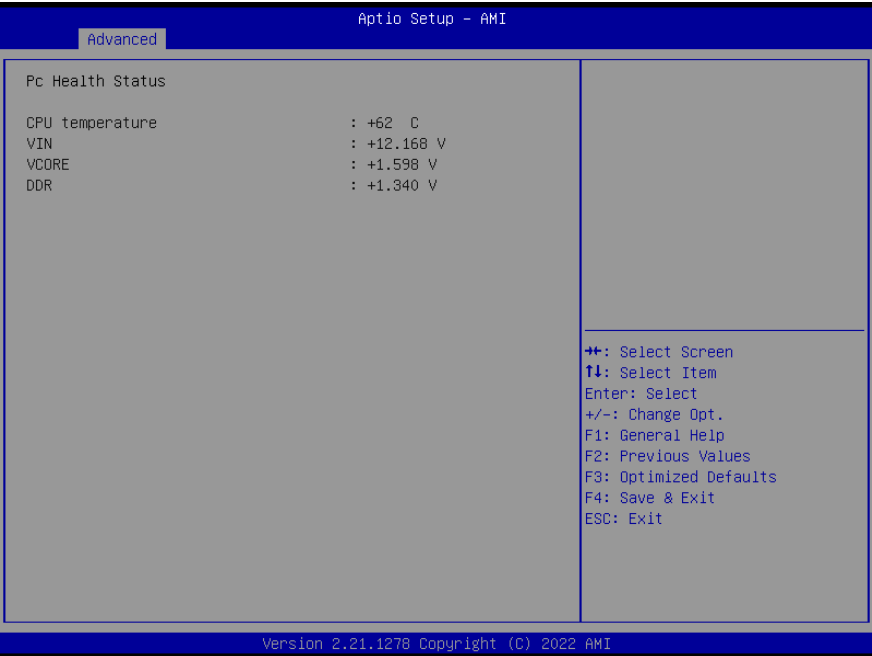 Aptio Setup – AMI
Advanced
Pc Health Status
CPU temperature : +62 C
VIN : +12.168 V
VCORE : +1.598 V
DDR : +1.340 V
→←: Select Screen
↑↓: Select Item
Enter: Select
+/-: Change Opt.
F1: General Help
F2: Previous Values
F3: Optimized Defaults
F4: Save & Exit
ESC: Exit
Version 2.21.1278 Copyright (C) 2022 AMI